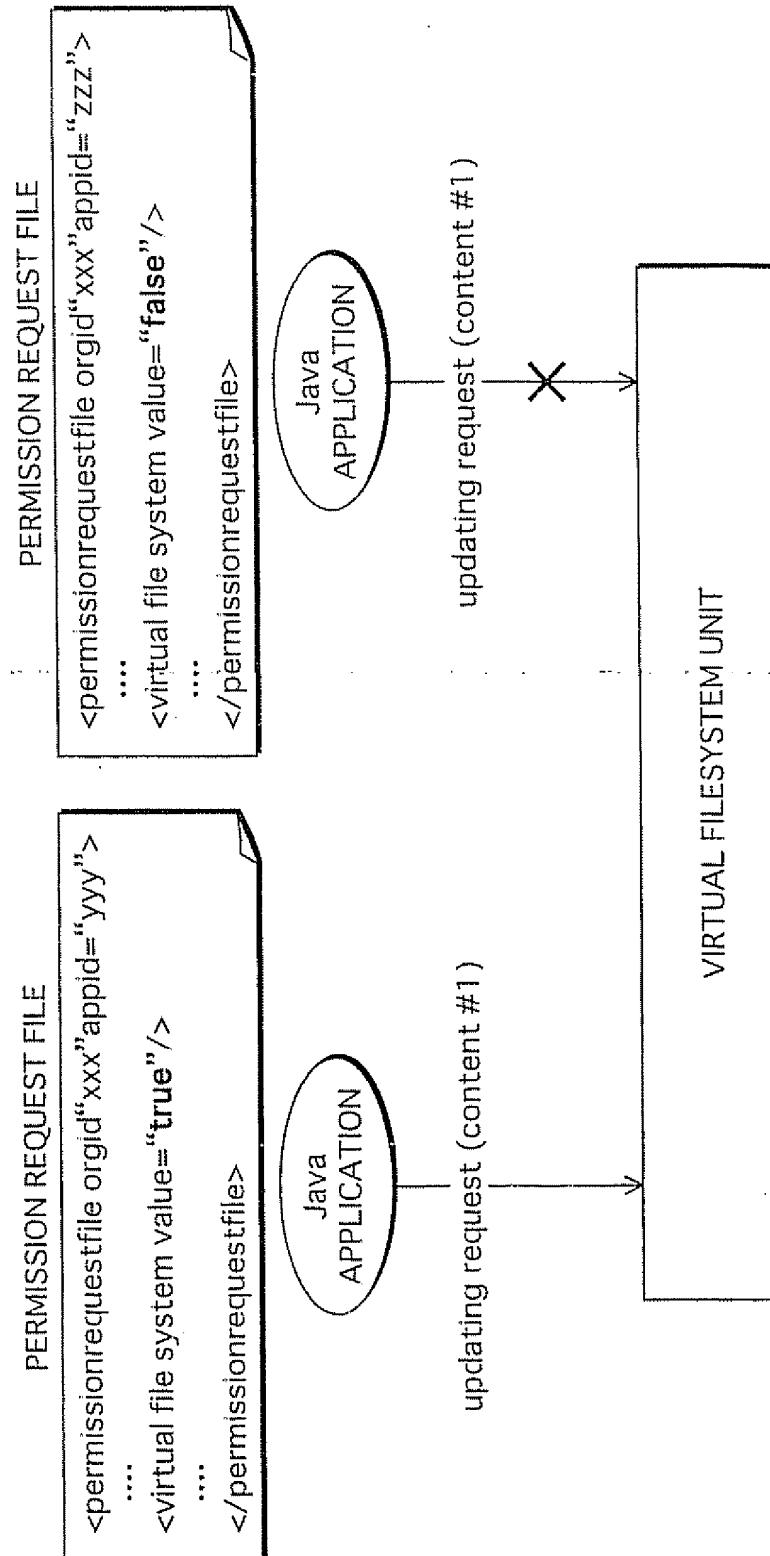 PERMISSION REQUEST FILE
<permissionrequestfile orgid“xxx”appid=“yyy”>
....
<virtual file system value=“true”/>
....
</permissionrequestfile>
Java
APPLICATION
updating request (content #1)
PERMISSION REQUEST FILE
<permissionrequestfile orgid“xxx”appid=“zzz”>
....
<virtual file system value=“false”/>
....
</permissionrequestfile>
Java
APPLICATION
updating request (content #1)
VIRTUAL FILESYSTEM UNIT